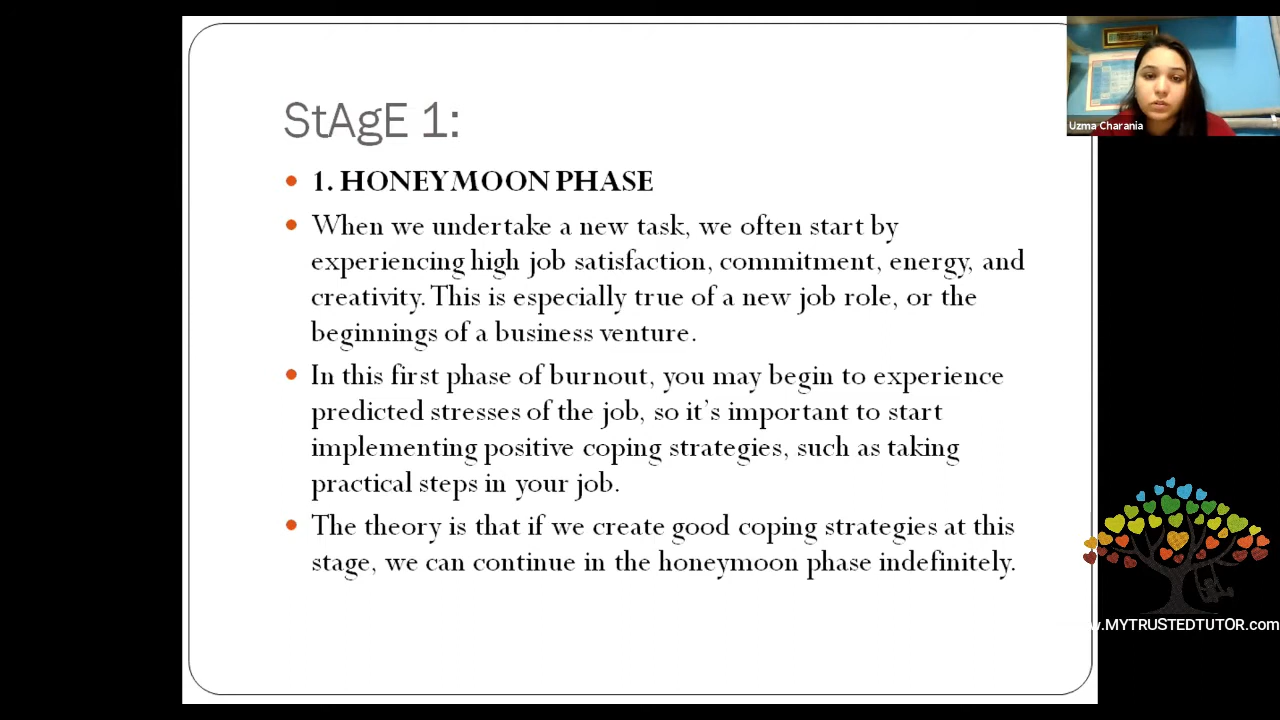 StAgE 1:
1. HONEYMOON PHASE
When we undertake a new task, we often start by
experiencing high job satisfaction, commitment, energy, and
creativity. This is especially true of a new job role, or the
beginnings of a business venture.
In this first phase of burnout, you may begin to experience
predicted stresses of the job, so it's important to start
implementing positive coping strategies, such as taking
practical steps in your job.
The theory is that if we create good coping strategies at this
stage, we can continue in the honeymoon phase indefinitely.
Uzma Charania
w.MYTRUSTEDTUTOR.com